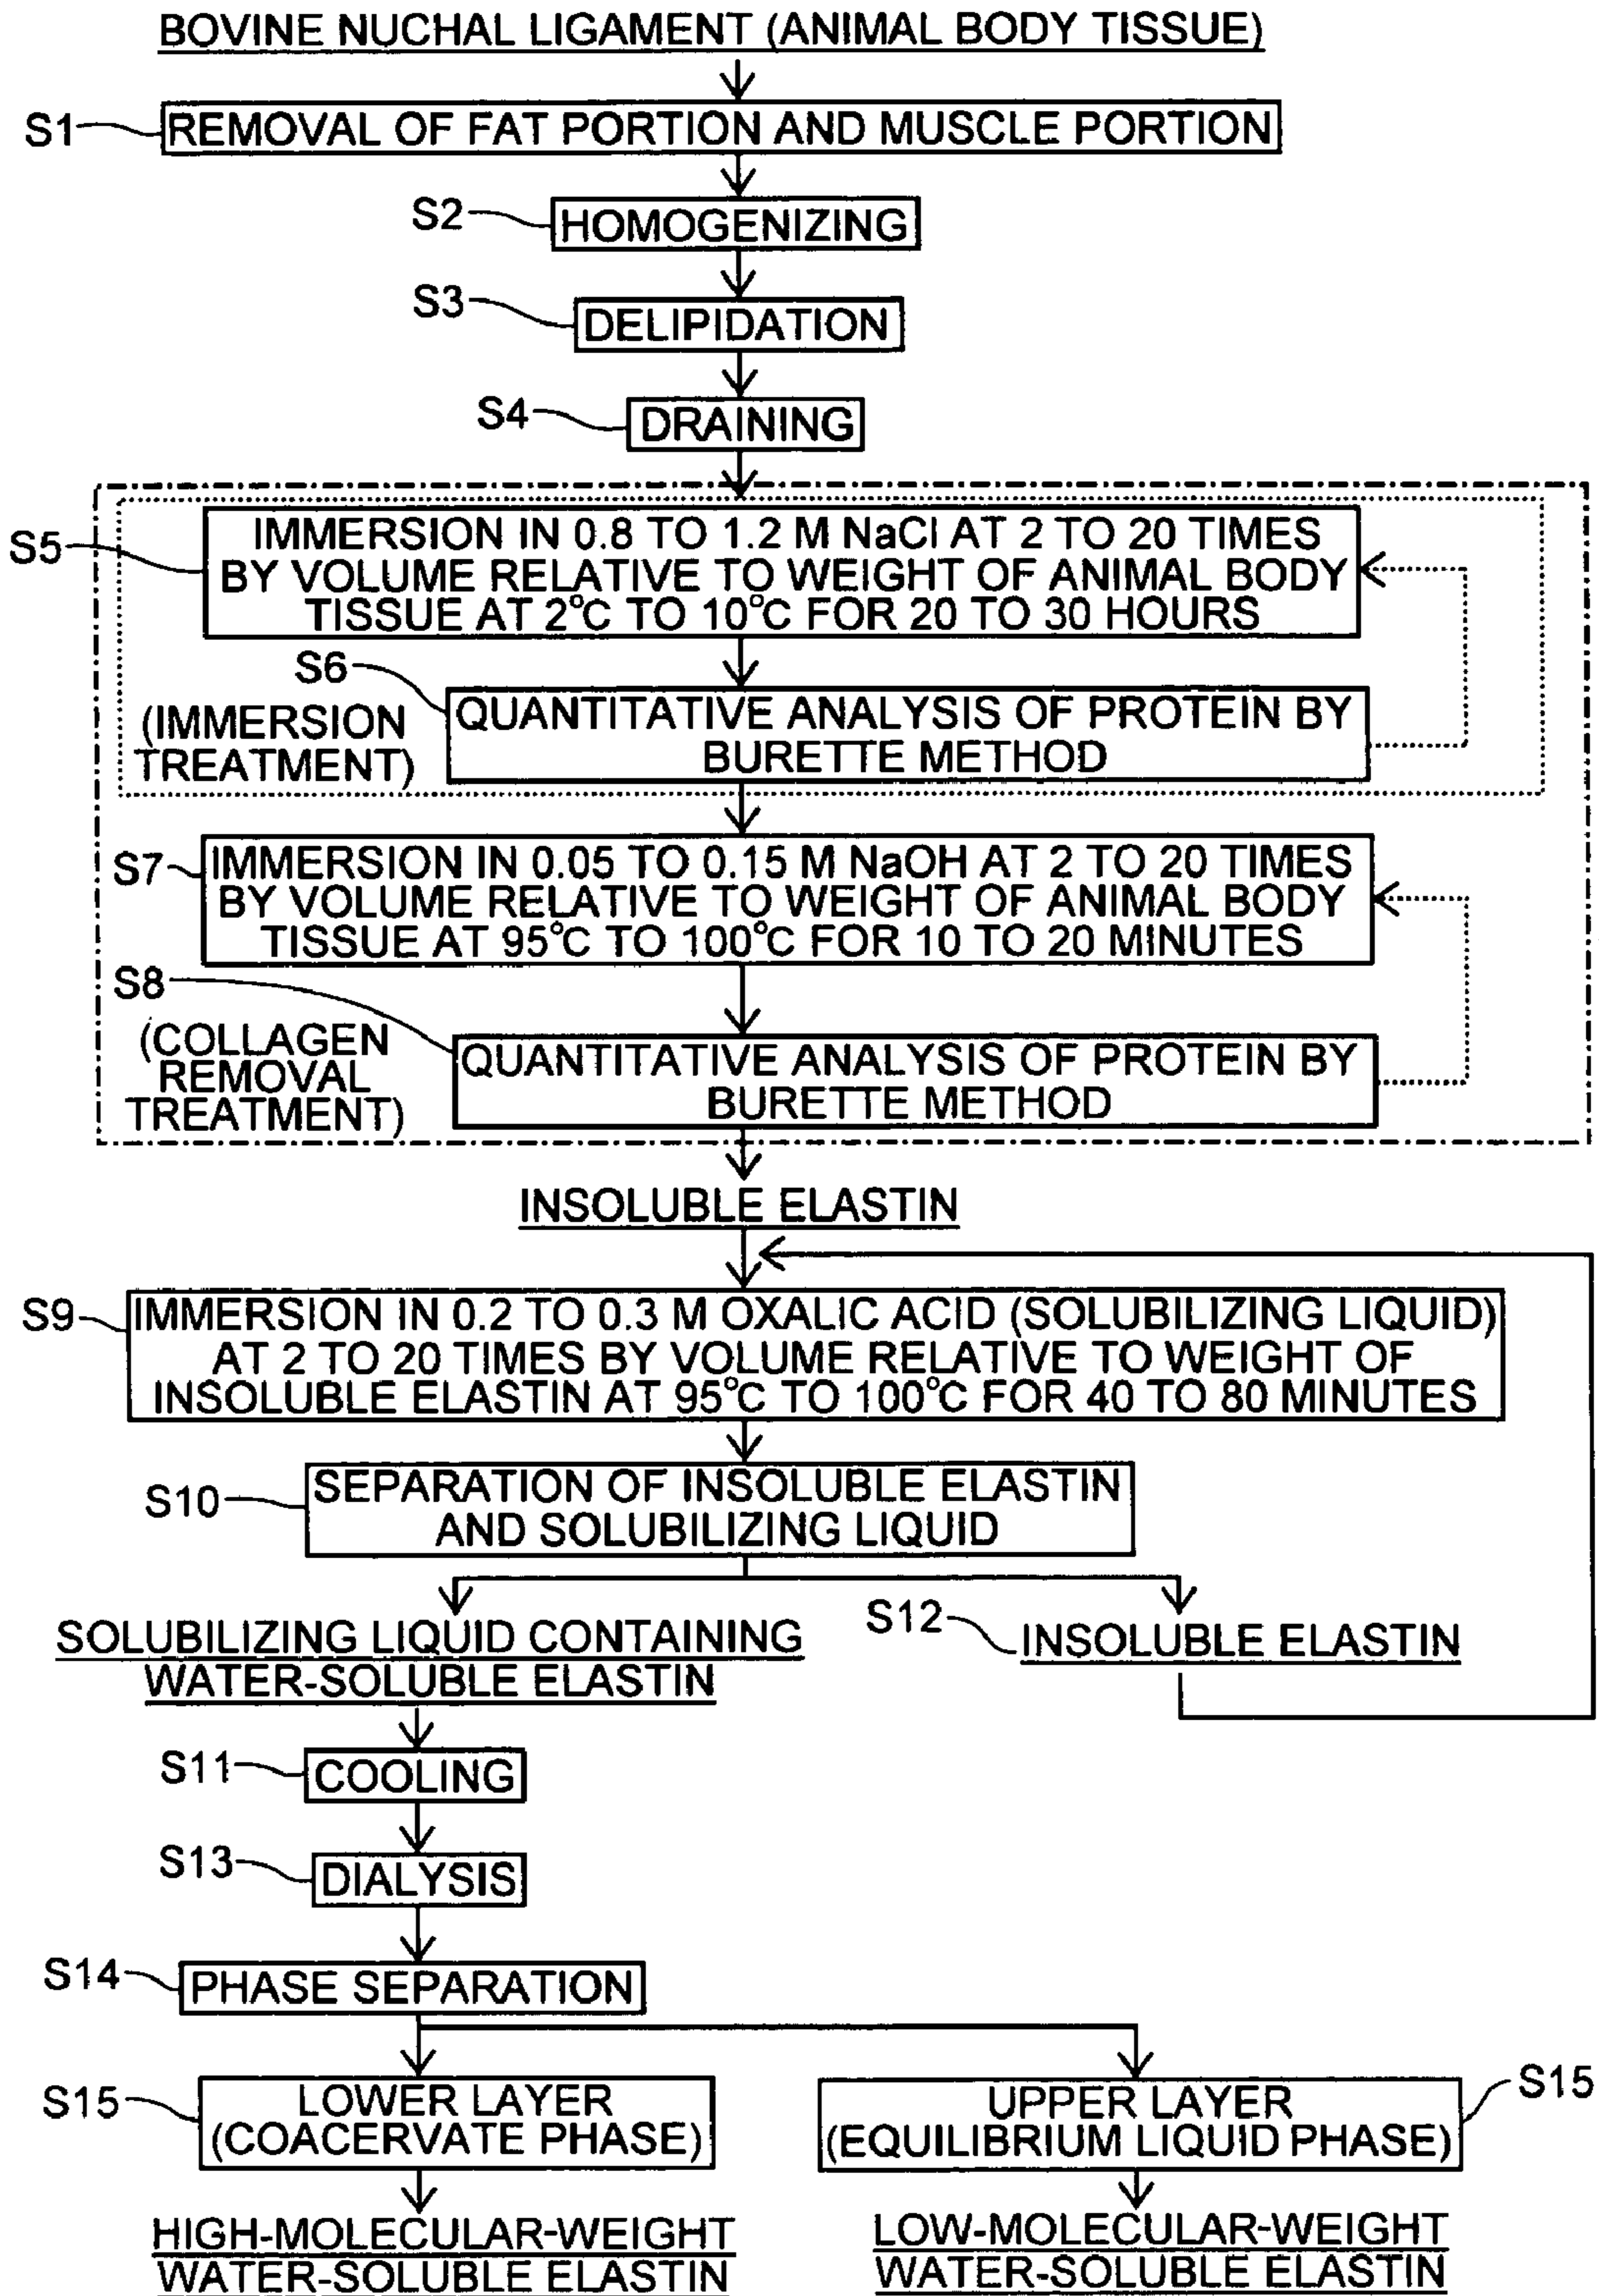 BOVINE NUCHAL LIGAMENT (ANIMAL BODY TISSUE)
S1
REMOVAL OF FAT PORTION AND MUSCLE PORTION
S2
HOMOGENIZING
S3
DELIPIDATION
S4
DRAINING
S5
IMMERSION IN 0.8 TO 1.2 M NaCl AT 2 TO 20 TIMES
BY VOLUME RELATIVE TO WEIGHT OF ANIMAL BODY
TISSUE AT 2°C TO 10°C FOR 20 TO 30 HOURS
S6
(IMMERSION
TREATMENT)
QUANTITATIVE ANALYSIS OF PROTEIN BY
BURETTE METHOD
S7
IMMERSION IN 0.05 TO 0.15 M NaOH AT 2 TO 20 TIMES
BY VOLUME RELATIVE TO WEIGHT OF ANIMAL BODY
TISSUE AT 95°C TO 100°C FOR 10 TO 20 MINUTES
S8
(COLLAGEN
REMOVAL
TREATMENT)
QUANTITATIVE ANALYSIS OF PROTEIN BY
BURETTE METHOD
INSOLUBLE ELASTIN
S9
IMMERSION IN 0.2 TO 0.3 M OXALIC ACID (SOLUBILIZING LIQUID)
AT 2 TO 20 TIMES BY VOLUME RELATIVE TO WEIGHT OF
INSOLUBLE ELASTIN AT 95°C TO 100°C FOR 40 TO 80 MINUTES
S10
SEPARATION OF INSOLUBLE ELASTIN
AND SOLUBILIZING LIQUID
SOLUBILIZING LIQUID CONTAINING
WATER-SOLUBLE ELASTIN
S12
INSOLUBLE ELASTIN
S11
COOLING
S13
DIALYSIS
S14
PHASE SEPARATION
S15
LOWER LAYER
(COACERVATE PHASE)
UPPER LAYER
(EQUILIBRIUM LIQUID PHASE)
S15
HIGH-MOLECULAR-WEIGHT
WATER-SOLUBLE ELASTIN
LOW-MOLECULAR-WEIGHT
WATER-SOLUBLE ELASTIN